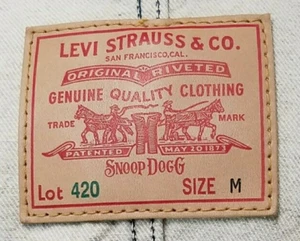 LEVI STRAUSS & CO.
SAN FRANCISCO, CAL.
ORIGINAL RIVETED
GENUINE QUALITY CLOTHING
TRADE MARK
PATENTED MAY 20 187
SNOOP DOGG
Lot 420 SIZE M